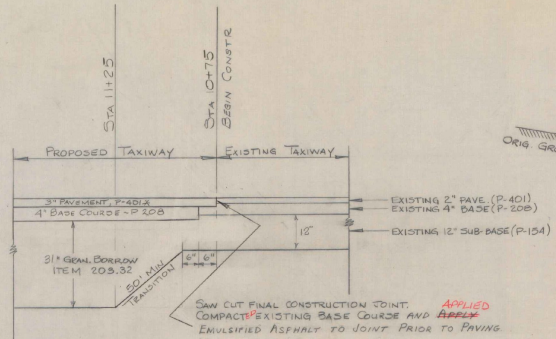 STA 11+25
STA 10+75
BEGIN CONSTR
PROPOSED TAXIWAY
EXISTING TAXIWAY
ORIG. GR
3" PAVEMENT, P-401
4" BASE COURSE - P 208
EXISTING 2" PAVE. (P-401)
EXISTING 4" BASE (P-208)
EXISTING 12" SUB-BASE (P-154)
18"
31" GRAN. BORROW
ITEM 203.32
50' MIN
TRANSITION
6" 6"
SAW CUT FINAL CONSTRUCTION JOINT.
APPLIED
COMPACT EXISTING BASE COURSE AND APPLY
EMULSIFIED ASPHALT TO JOINT PRIOR TO PAVING